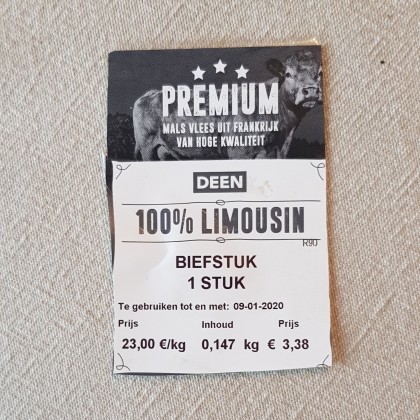 PREMIUM
MALS VLEES UIT FRANKRIJK
VAN HOGE KWALITEIT
DEEN
100% LIMOUSIN
R90
BIEFSTUK
1 STUK
Te gebruiken tot en met: 09-01-2020
Prijs Inhoud Prijs
23,00 €/kg 0,147 kg € 3,38